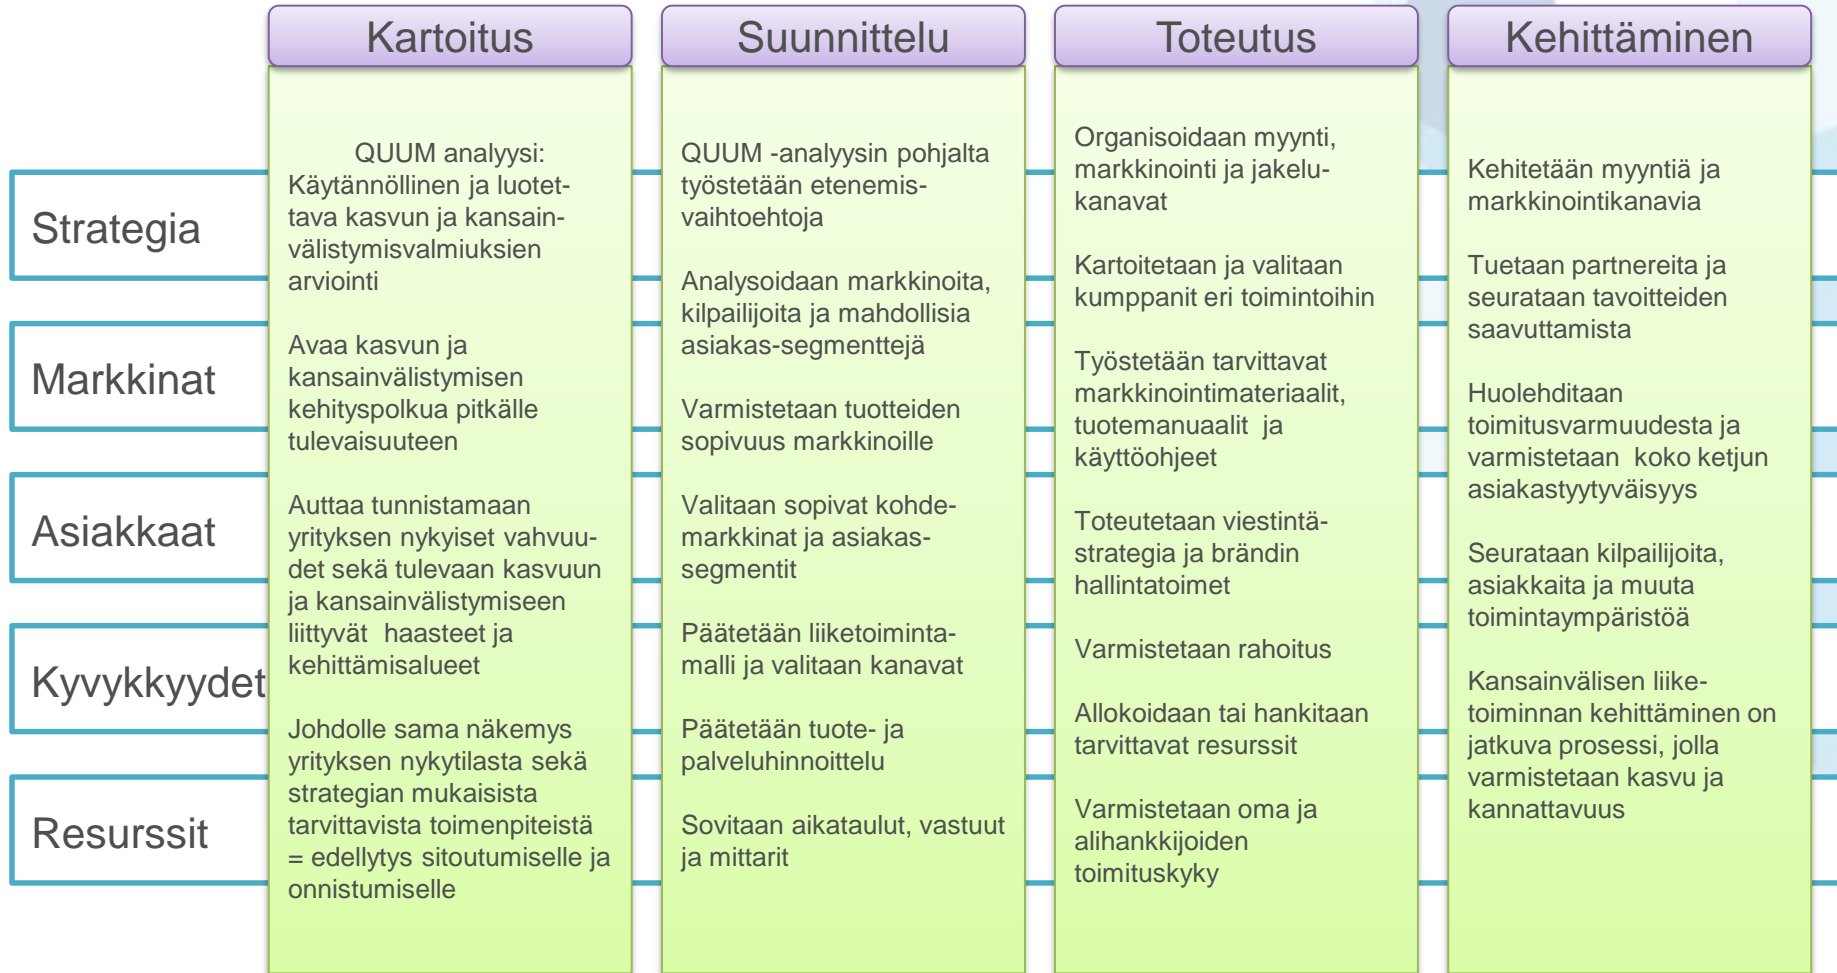 Kartoitus
Suunnittelu
Toteutus
Kehittäminen
Strategia
Markkinat
Asiakkaat
Kyvykkyydet
Resurssit
QUUM analyysi:
Käytännöllinen ja luotet-
tava kasvun ja kansain-
välistymisvalmiuksien
arviointi
Avaa kasvun ja
kansainvälistymisen
kehityspolkua pitkälle
tulevaisuuteen
Auttaa tunnistamaan
yrityksen nykyiset vahvuu-
det sekä tulevaan kasvuun
ja kansainvälistymiseen
liittyvät haasteet ja
kehittämisalueet
Johdolle sama näkemys
yrityksen nykytilasta sekä
strategian mukaisista
tarvittavista toimenpiteistä
= edellytys sitoutumiselle ja
onnistumiselle
QUUM -analyysin pohjalta
työstetään etenemis-
vaihtoehtoja
Analysoidaan markkinoita,
kilpailijoita ja mahdollisia
asiakas-segmenttejä
Varmistetaan tuotteiden
sopivuus markkinoille
Valitaan sopivat kohde-
markkinat ja asiakas-
segmentit
Päätetään liiketoiminta-
malli ja valitaan kanavat
Päätetään tuote- ja
palveluhinnoittelu
Sovitaan aikataulut, vastuut
ja mittarit
Organisoidaan myynti,
markkinointi ja jakelu-
kanavat
Kartoitetaan ja valitaan
kumppanit eri toimintoihin
Työstetään tarvittavat
markkinointimateriaalit,
tuotemanuaalit ja
käyttöohjeet
Toteutetaan viestintä-
strategia ja brändin
hallintatoimet
Varmistetaan rahoitus
Allokoidaan tai hankitaan
tarvittavat resurssit
Varmistetaan oma ja
alihankkijoiden
toimituskyky
Kehitetään myyntiä ja
markkinointikanavia
Tuetaan partnereita ja
seurataan tavoitteiden
saavuttamista
Huolehditaan
toimitusvarmuudesta ja
varmistetaan koko ketjun
asiakastyytyväisyys
Seurataan kilpailijoita,
asiakkaita ja muuta
toimintaympäristöä
Kansainvälisen liike-
toiminnan kehittäminen on
jatkuva prosessi, jolla
varmistetaan kasvu ja
kannattavuus